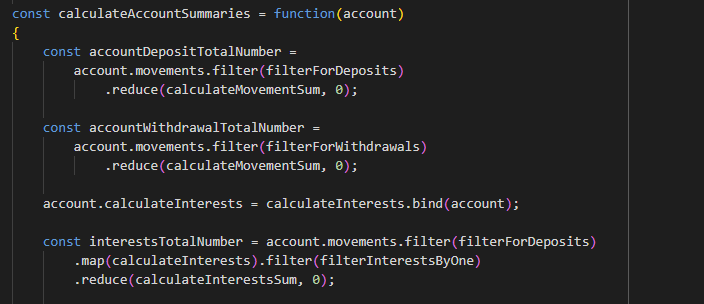 const calculateAccountSummaries = function(account)
{
    const accountDepositTotalNumber =
        account.movements.filter(filterForDeposits)
            .reduce(calculateMovementSum, 0);

    const accountWithdrawalTotalNumber =
        account.movements.filter(filterForWithdrawals)
            .reduce(calculateMovementSum, 0);

    account.calculateInterests = calculateInterests.bind(account);

    const interestsTotalNumber = account.movements.filter(filterForDeposits)
        .map(calculateInterests).filter(filterInterestsByOne)
        .reduce(calculateInterestsSum, 0);